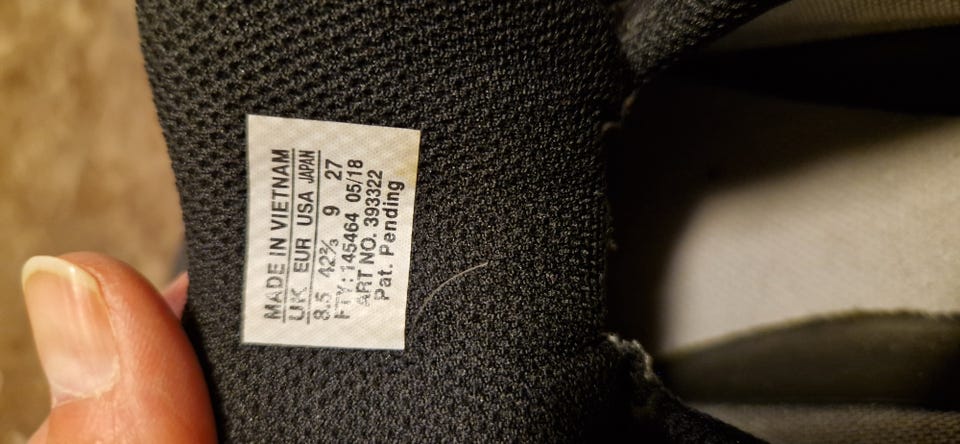 MADE IN VIETNAM
UK EUR USA JAPAN
8.5 42⅔ 9 27
FTY: 145464 05/18
ART NO. 393322
Pat. Pending